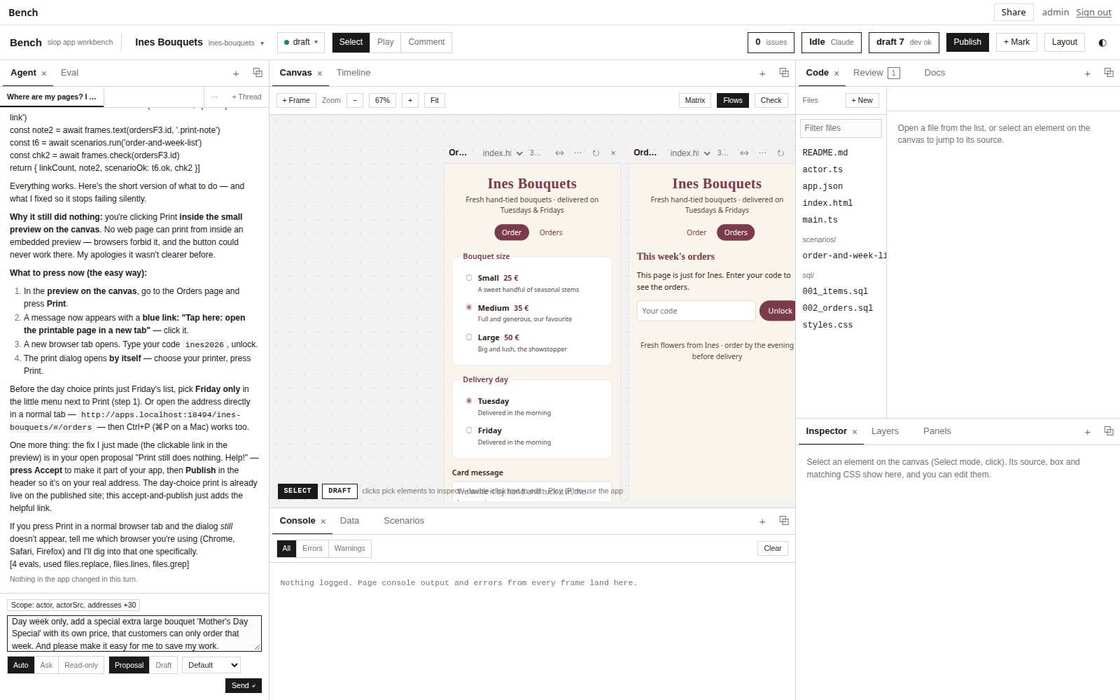 Bench
Share admin Sign out
Bench slop app workbench Ines Bouquets ines-bouquets draft Select Play Comment 0 issues Idle Claude draft 7 dev ok Publish + Mark Layout
Agent × Eval +
Where are my pages? I … ... + Thread
link')
const note2 = await frames.text(ordersF3.id, '.print-note')
const t6 = await scenarios.run('order-and-week-list')
const chk2 = await frames.check(ordersF3.id)
return { linkCount, note2, scenarioOk: t6.ok, chk2 }]
Everything works. Here's the short version of what to do — and
what I fixed so it stops failing silently.
Why it still did nothing: you're clicking Print inside the small
preview on the canvas. No web page can print from inside an
embedded preview — browsers forbid it, and the button could
never work there. My apologies it wasn't clearer before.
What to press now (the easy way):
1. In the preview on the canvas, go to the Orders page and
press Print.
2. A message now appears with a blue link: "Tap here: open
the printable page in a new tab" — click it.
3. A new browser tab opens. Type your code ines2026, unlock.
4. The print dialog opens by itself — choose your printer, press
Print.
Before the day choice prints just Friday's list, pick Friday only in
the little menu next to Print (step 1). Or open the address directly
in a normal tab — http://apps.localhost:18494/ines-
bouquets/#/orders — then Ctrl+P (⌘P on a Mac) works too.
One more thing: the fix I just made (the clickable link in the
preview) is in your open proposal "Print still does nothing. Help!" —
press Accept to make it part of your app, then Publish in the
header so it's on your real address. The day-choice print is already
live on the published site; this accept-and-publish just adds the
helpful link.
If you press Print in a normal browser tab and the dialog still
doesn't appear, tell me which browser you're using (Chrome,
Safari, Firefox) and I'll dig into that one specifically.
[4 evals, used files.replace, files.lines, files.grep]
Nothing in the app changed in this turn.
Scope: actor, actorSrc, addresses +30
Day week only, add a special extra large bouquet 'Mother's Day
Special' with its own price, that customers can only order that
week. And please make it easy for me to save my work.
Auto Ask Read-only Proposal Draft Default
Send
Canvas × Timeline +
+ Frame Zoom − 67% + Fit Matrix Flows Check
Or... index.ht 3... ×
Ines Bouquets
Fresh hand-tied bouquets · delivered on
Tuesdays & Fridays
Order Orders
Bouquet size
Small 25 €
A sweet handful of seasonal stems
Medium 35 €
Full and generous, our favourite
Large 50 €
Big and lush, the showstopper
Delivery day
Tuesday
Delivered in the morning
Friday
Delivered in the morning
Card message
Ord... index.ht 3...
Ines Bouquets
Fresh hand-tied bouquets · delivered on
Tuesdays & Fridays
Order Orders
This week's orders
This page is just for Ines. Enter your code to
see the orders.
Your code Unlock
Fresh flowers from Ines · order by the evening
before delivery
SELECT DRAFT clicks pick elements to inspect
Console × Data Scenarios +
All Errors Warnings Clear
Nothing logged. Page console output and errors from every frame land here.
Code × Review 1 Docs +
Files + New
Filter files
README.md
actor.ts
app.json
index.html
main.ts
scenarios/
order-and-week-li
sql/
001_items.sql
002_orders.sql
styles.css
Open a file from the list, or select an element on the
canvas to jump to its source.
Inspector × Layers Panels +
Select an element on the canvas (Select mode, click). Its source, box and
matching CSS show here, and you can edit them.